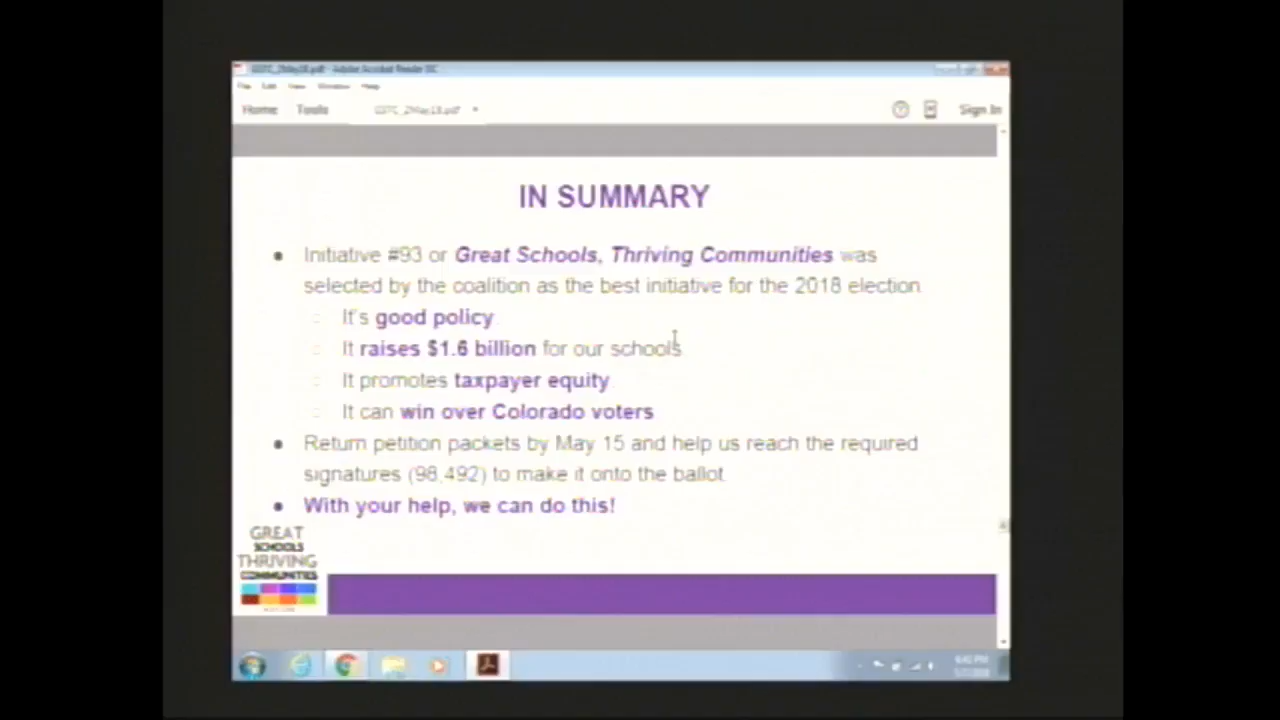 Adobe Acrobat Reader DC
Home Tools
Sign In
IN SUMMARY
Initiative #93 or Great Schools, Thriving Communities was
selected by the coalition as the best initiative for the 2018 election
It's good policy
It raises $1.6 billion for our schools
It promotes taxpayer equity
It can win over Colorado voters
Return petition packets by May 15 and help us reach the required
signatures (98,492) to make it onto the ballot
With your help, we can do this!
GREAT
SCHOOLS
THRIVING
COMMUNITIES